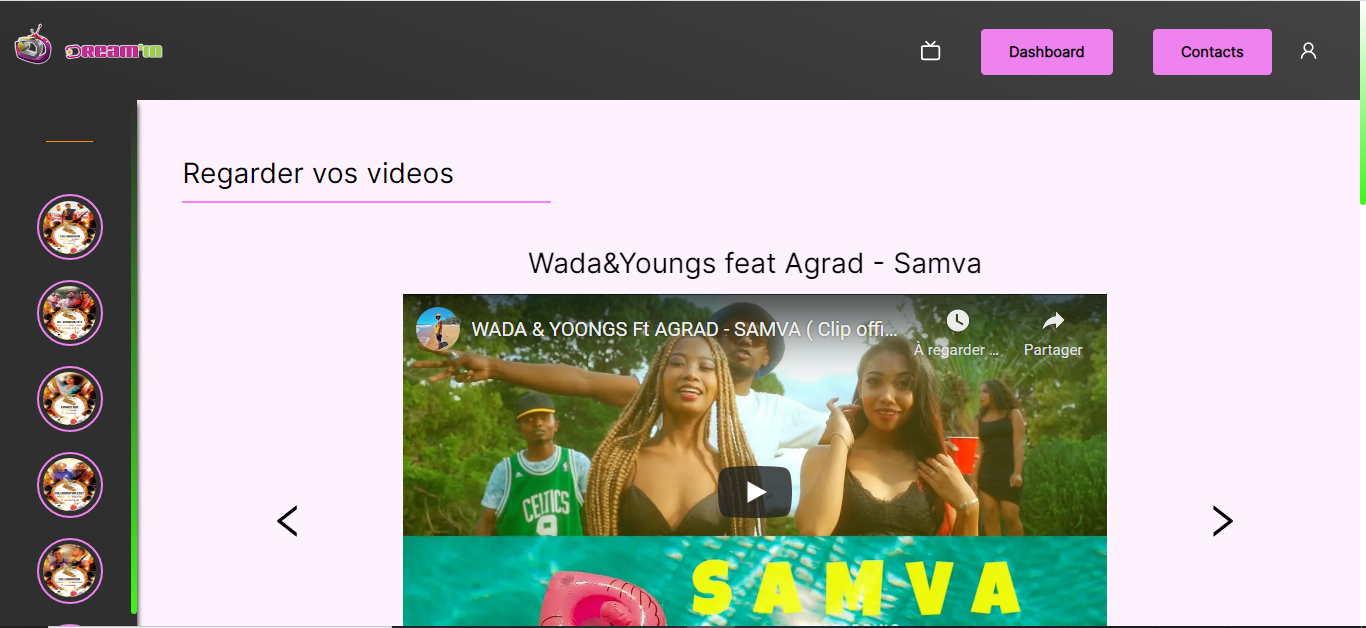 DREAM'IN
Dashboard
Contacts
Regarder vos videos
Wada&Youngs feat Agrad - Samva
WADA & YOONGS Ft AGRAD - SAMVA ( Clip offi...
À regarder ...
Partager
CELTICS
9
SAMVA